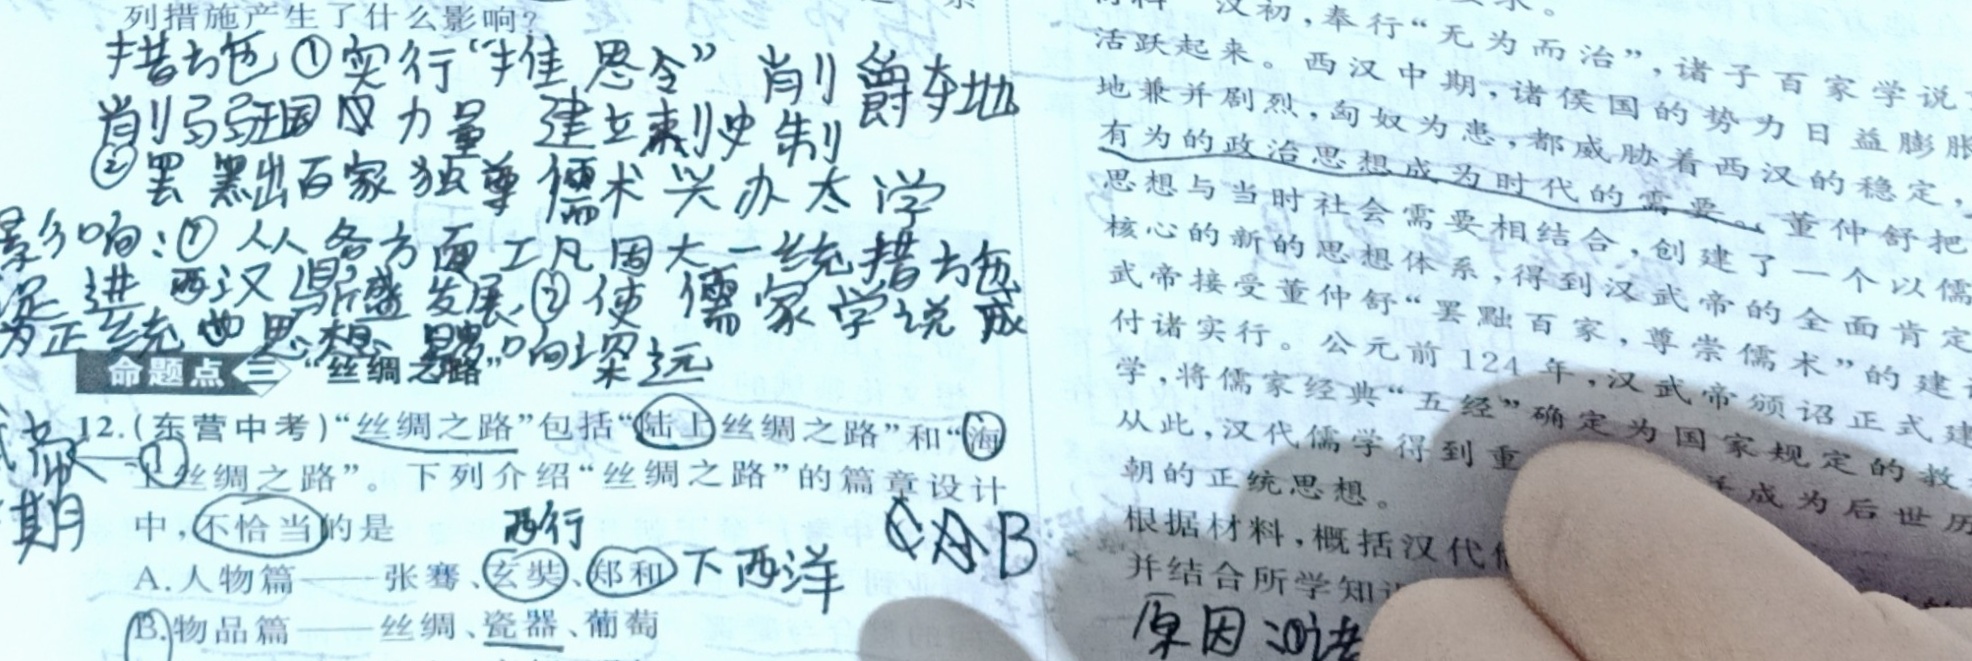 列措施产生了什么影响？
措施①实行“推恩令”削爵夺地
削弱王国力量 建立刺史制
②罢黜百家独尊儒术兴办太学
影响：①从各方面巩固大一统措施
促进西汉鼎盛发展②使儒家学说成
为正统思想，影响深远
命题点三 “丝绸之路”
12.(东营中考)“丝绸之路”包括“陆上丝绸之路”和“海
上丝绸之路”。下列介绍“丝绸之路”的篇章设计
期
中，不恰当的是
西行
B
A.人物篇——张骞、玄奘、郑和
下西洋
B.物品篇——丝绸、瓷器、葡萄
汉初，奉行“无为而治”，诸子百家学说
活跃起来。西汉中期，诸侯国的势力日益膨胀
地兼并剧烈，匈奴为患，都威胁着西汉的稳定，
有为的政治思想成为时代的需要。董仲舒把
思想与当时社会需要相结合，创建了一个以儒
核心的新的思想体系，得到汉武帝的全面肯定
武帝接受董仲舒“罢黜百家，尊崇儒术”的建
付诸实行。公元前124年，汉武帝颁诏正式建
学，将儒家经典“五经”确定为国家规定的教
从此，汉代儒学得到重
成为后世历
朝的正统思想。
根据材料，概括汉代
并结合所学知
原因：①诸